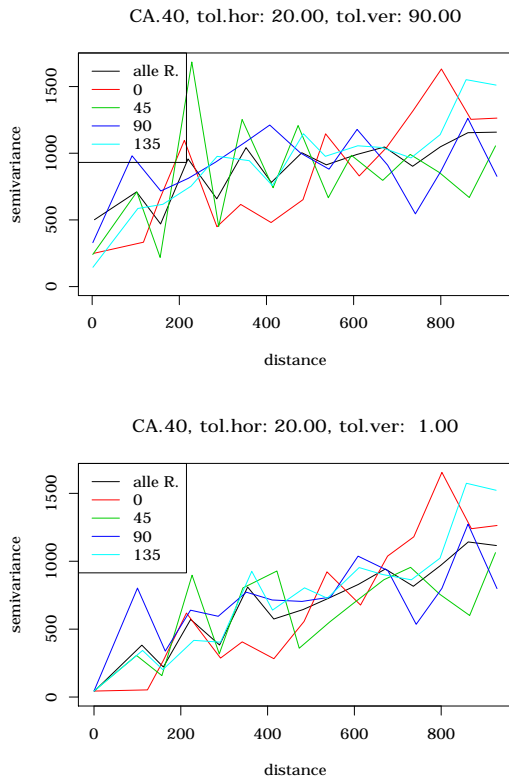 CA.40, tol.hor: 20.00, tol.ver: 90.00
semivariance
1500
1000
500
0
alle R.
0
45
90
135
0 200 400 600 800
distance
CA.40, tol.hor: 20.00, tol.ver: 1.00
semivariance
1500
1000
500
0
alle R.
0
45
90
135
0 200 400 600 800
distance